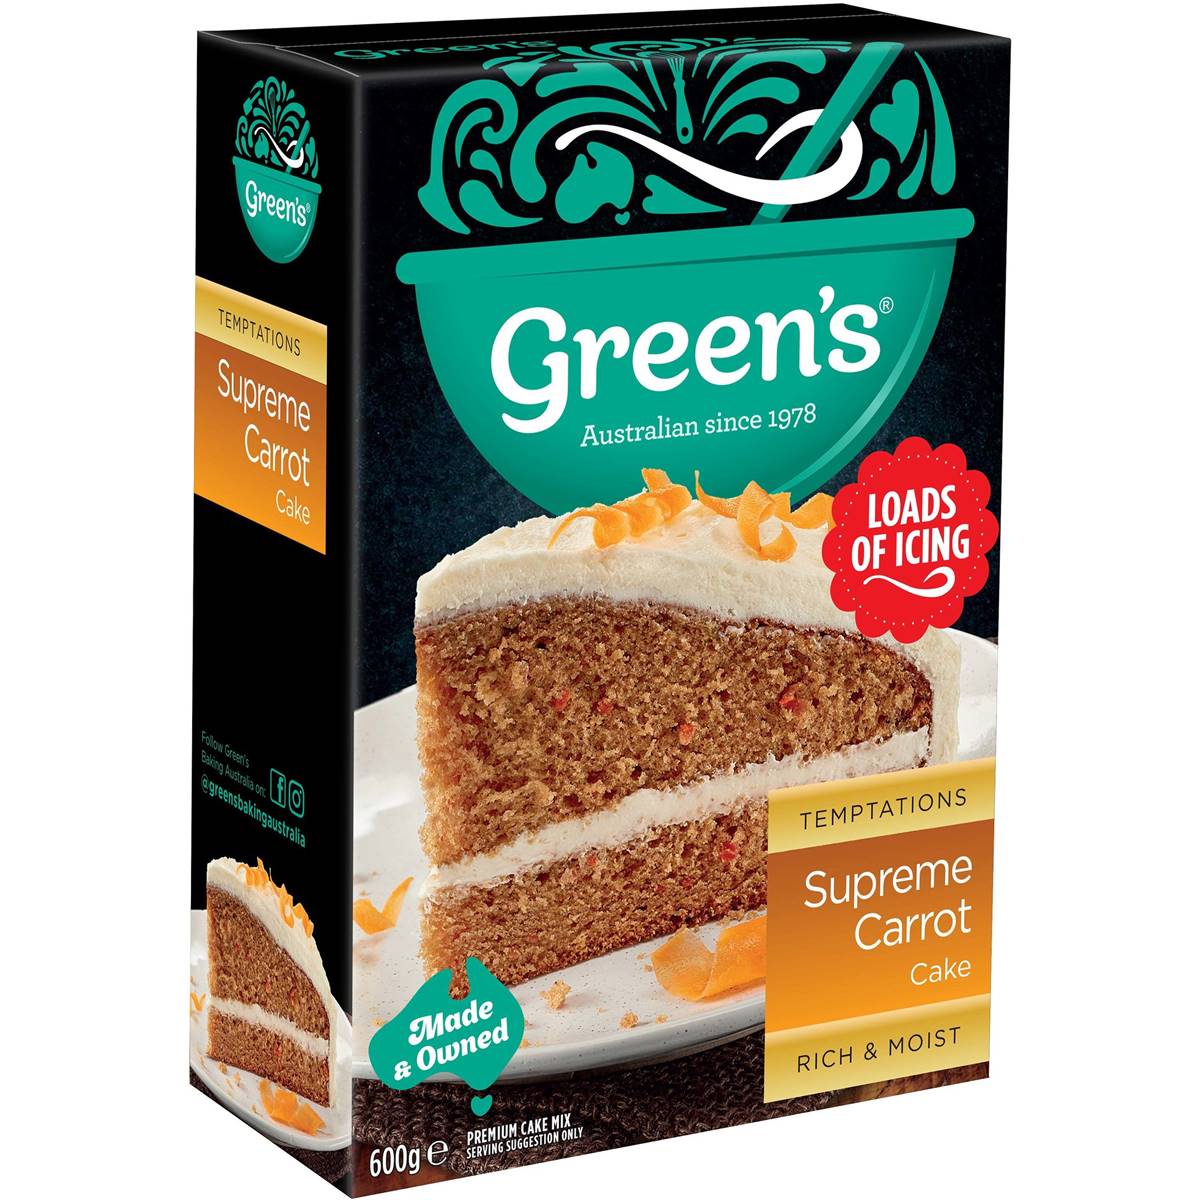 Green's
Green's®
TEMPTATIONS
Supreme
Carrot
Cake
Follow Green's
Baking Australia on:
@greensbakingaustralia
Green's®
Australian since 1978
LOADS
OF ICING
TEMPTATIONS
Supreme
Carrot
Cake
RICH & MOIST
Made
& Owned
600g ℮
PREMIUM CAKE MIX
SERVING SUGGESTION ONLY